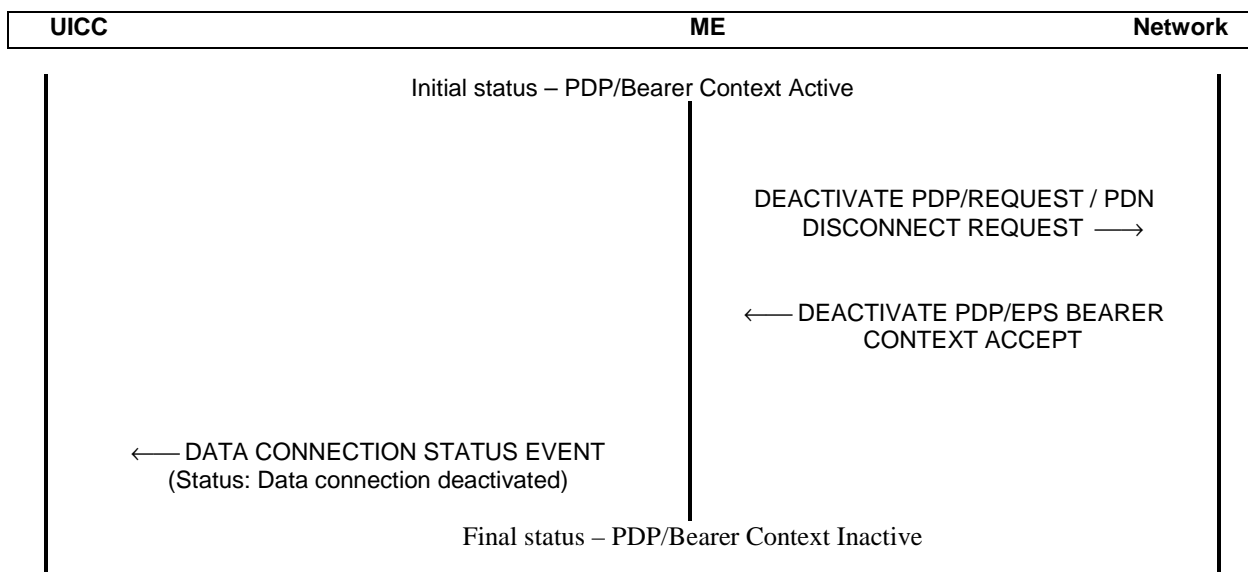 UICC ME Network
Initial status – PDP/Bearer Context Active
DEACTIVATE PDP/REQUEST / PDN
DISCONNECT REQUEST ⟶
⟵ DEACTIVATE PDP/EPS BEARER
CONTEXT ACCEPT
⟵ DATA CONNECTION STATUS EVENT
(Status: Data connection deactivated)
Final status – PDP/Bearer Context Inactive